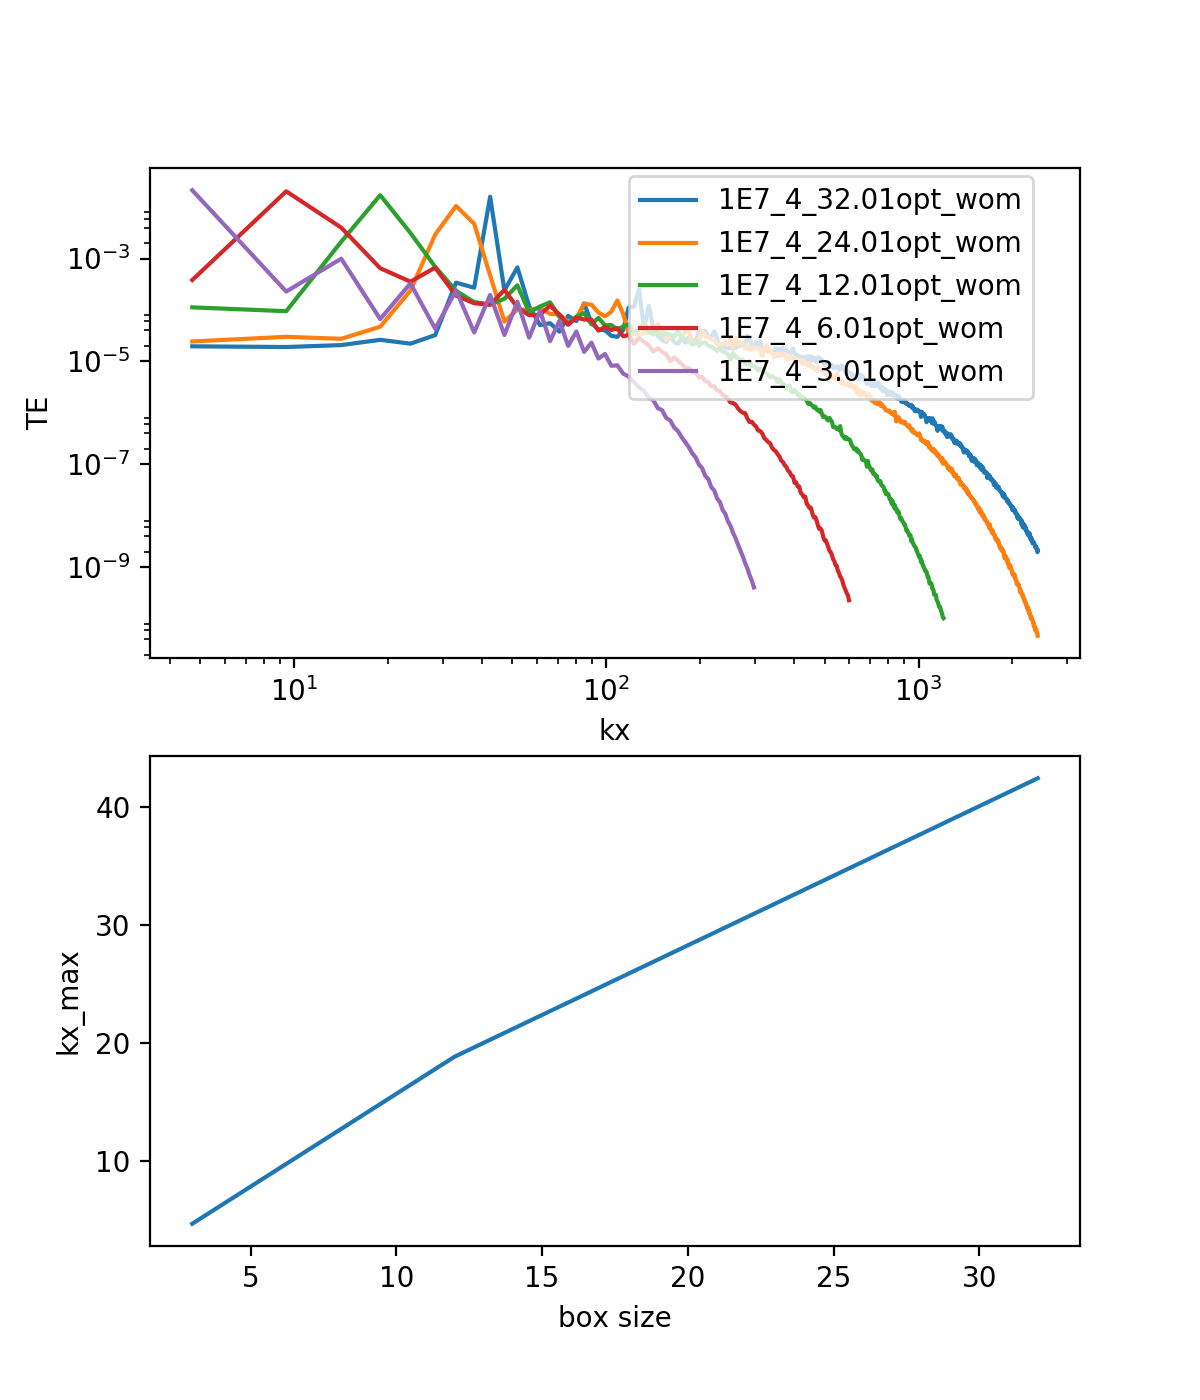 1E7_4_32.01opt_wom
1E7_4_24.01opt_wom
1E7_4_12.01opt_wom
1E7_4_6.01opt_wom
1E7_4_3.01opt_wom
TE
10⁻³
10⁻⁵
10⁻⁷
10⁻⁹
10¹ 10² 10³
kx
kx_max
40
30
20
10
5 10 15 20 25 30
box size